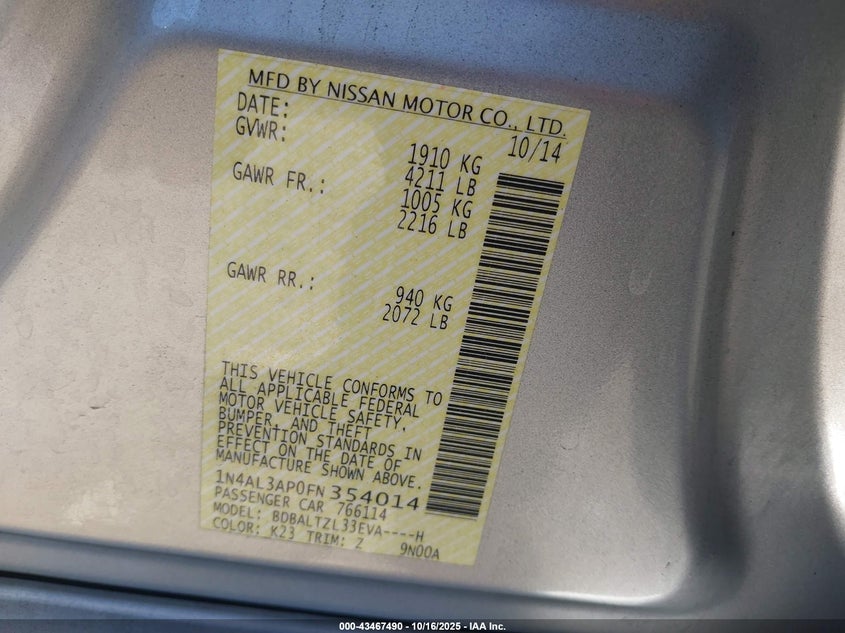 MFD BY NISSAN MOTOR CO., LTD.
DATE: 10/14
GVWR: 1910 KG
4211 LB
GAWR FR.: 1005 KG
2216 LB
GAWR RR.: 940 KG
2072 LB
THIS VEHICLE CONFORMS TO
ALL APPLICABLE FEDERAL
MOTOR VEHICLE SAFETY,
BUMPER, AND THEFT
PREVENTION STANDARDS IN
EFFECT ON THE DATE OF
MANUFACTURE SHOWN ABOVE.
1N4AL3AP0FN354014
PASSENGER CAR 766114
MODEL: BDBALTZL33EVA----H
COLOR: K23 TRIM: Z 9N00A
000-43467490 - 10/16/2025 - IAA Inc.